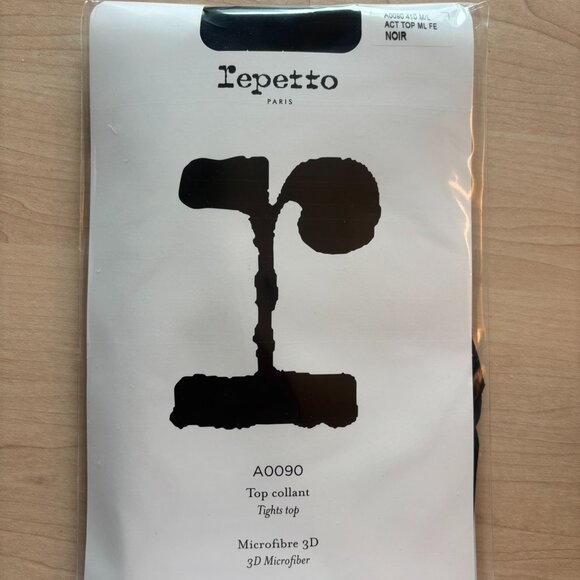 A0090 410 M/L
ACT TOP ML FE
NOIR
repetto
PARIS
r
A0090
Top collant
Tights top
Microfibre 3D
3D Microfiber